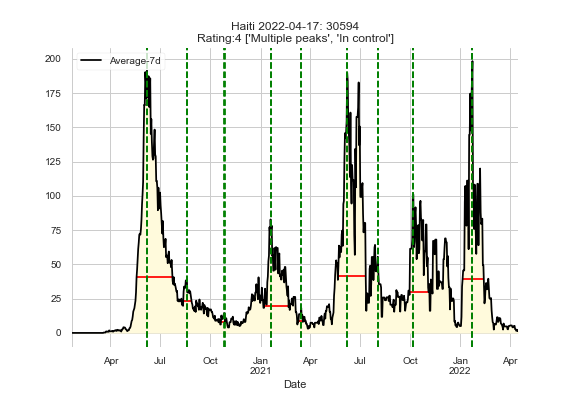 Haiti 2022-04-17: 30594
Rating:4 ['Multiple peaks', 'In control']
Average-7d
200
175
150
125
100
75
50
25
0
Apr Jul Oct Jan Apr Jul Oct Jan Apr
2021 2022
Date